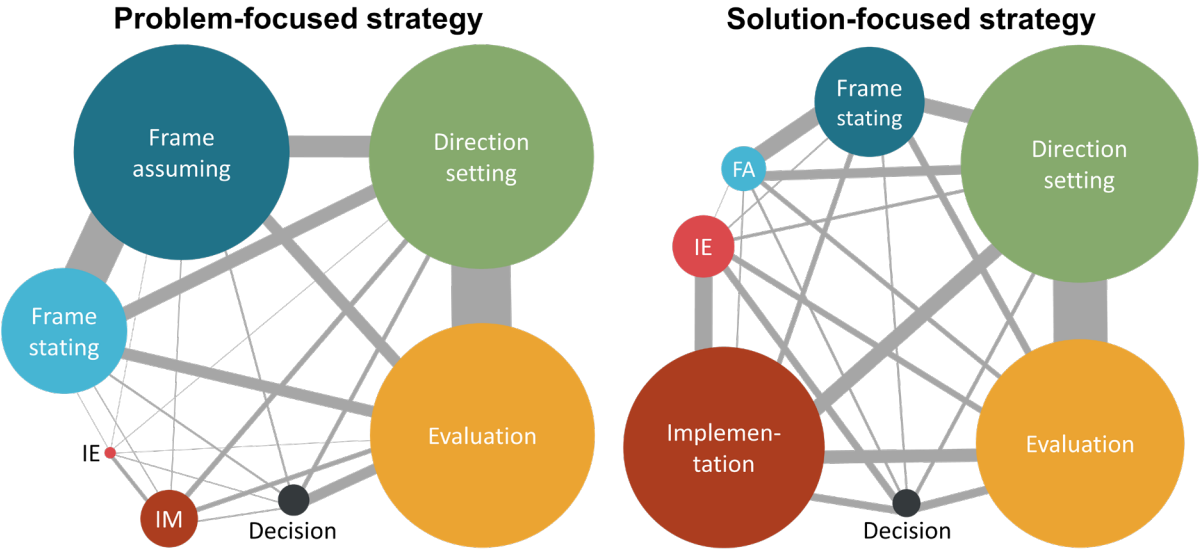 Problem-focused strategy
Frame
assuming
Direction
setting
Frame
stating
Evaluation
IE
IM
Decision
Solution-focused strategy
Frame
stating
Direction
setting
FA
IE
Implemen-
tation
Evaluation
Decision